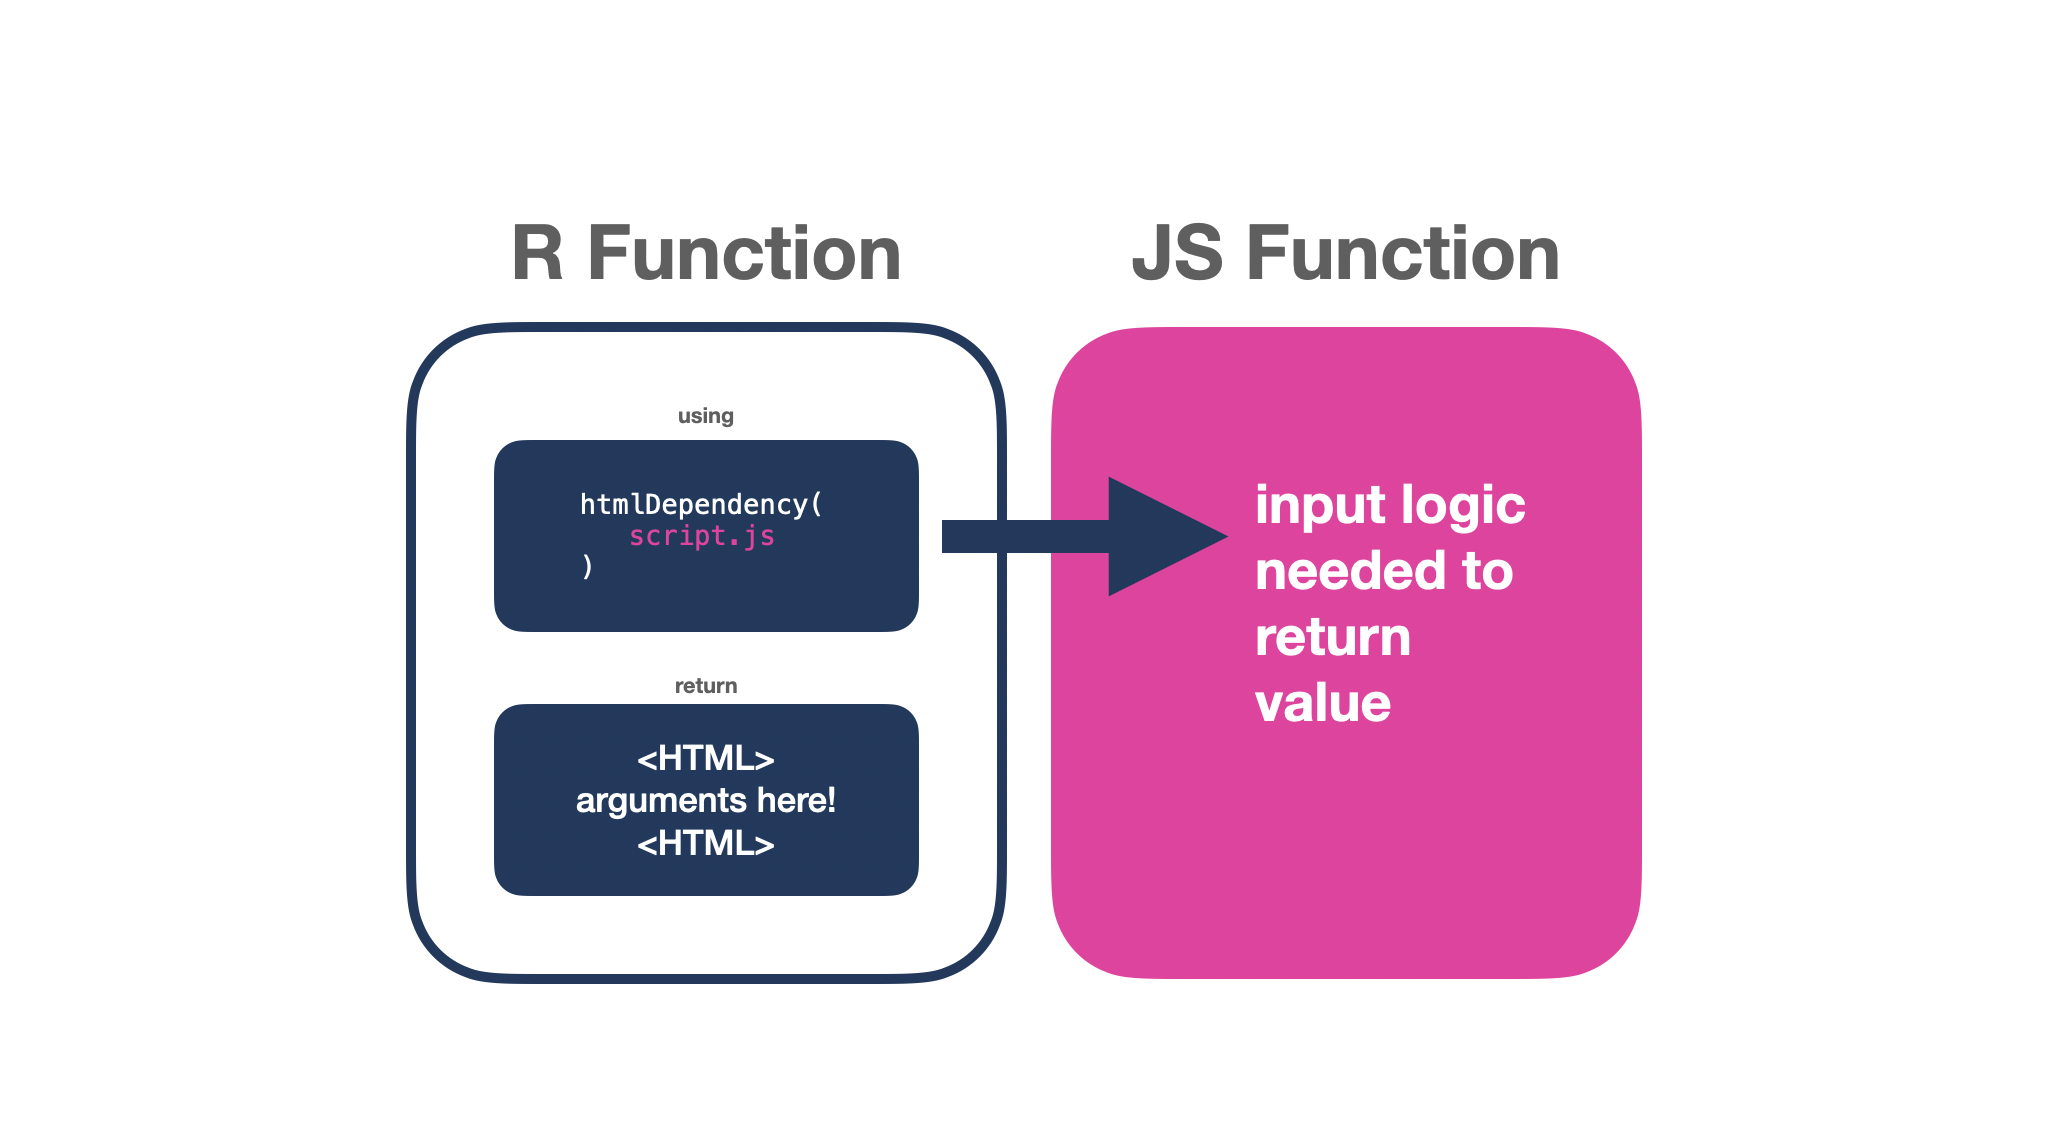 R Function
using
htmlDependency(
script.js
)
return
<HTML>
arguments here!
<HTML>
JS Function
input logic
needed to
return
value